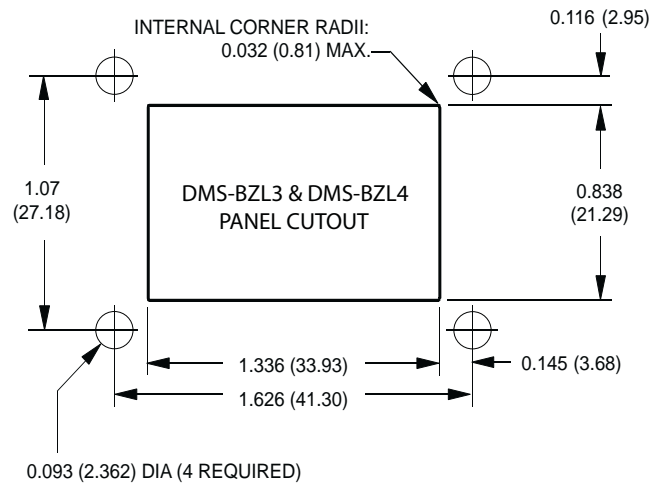 INTERNAL CORNER RADII:
0.032 (0.81) MAX.
0.116 (2.95)
1.07
(27.18)
DMS-BZL3 & DMS-BZL4
PANEL CUTOUT
0.838
(21.29)
1.336 (33.93)
0.145 (3.68)
1.626 (41.30)
0.093 (2.362) DIA (4 REQUIRED)